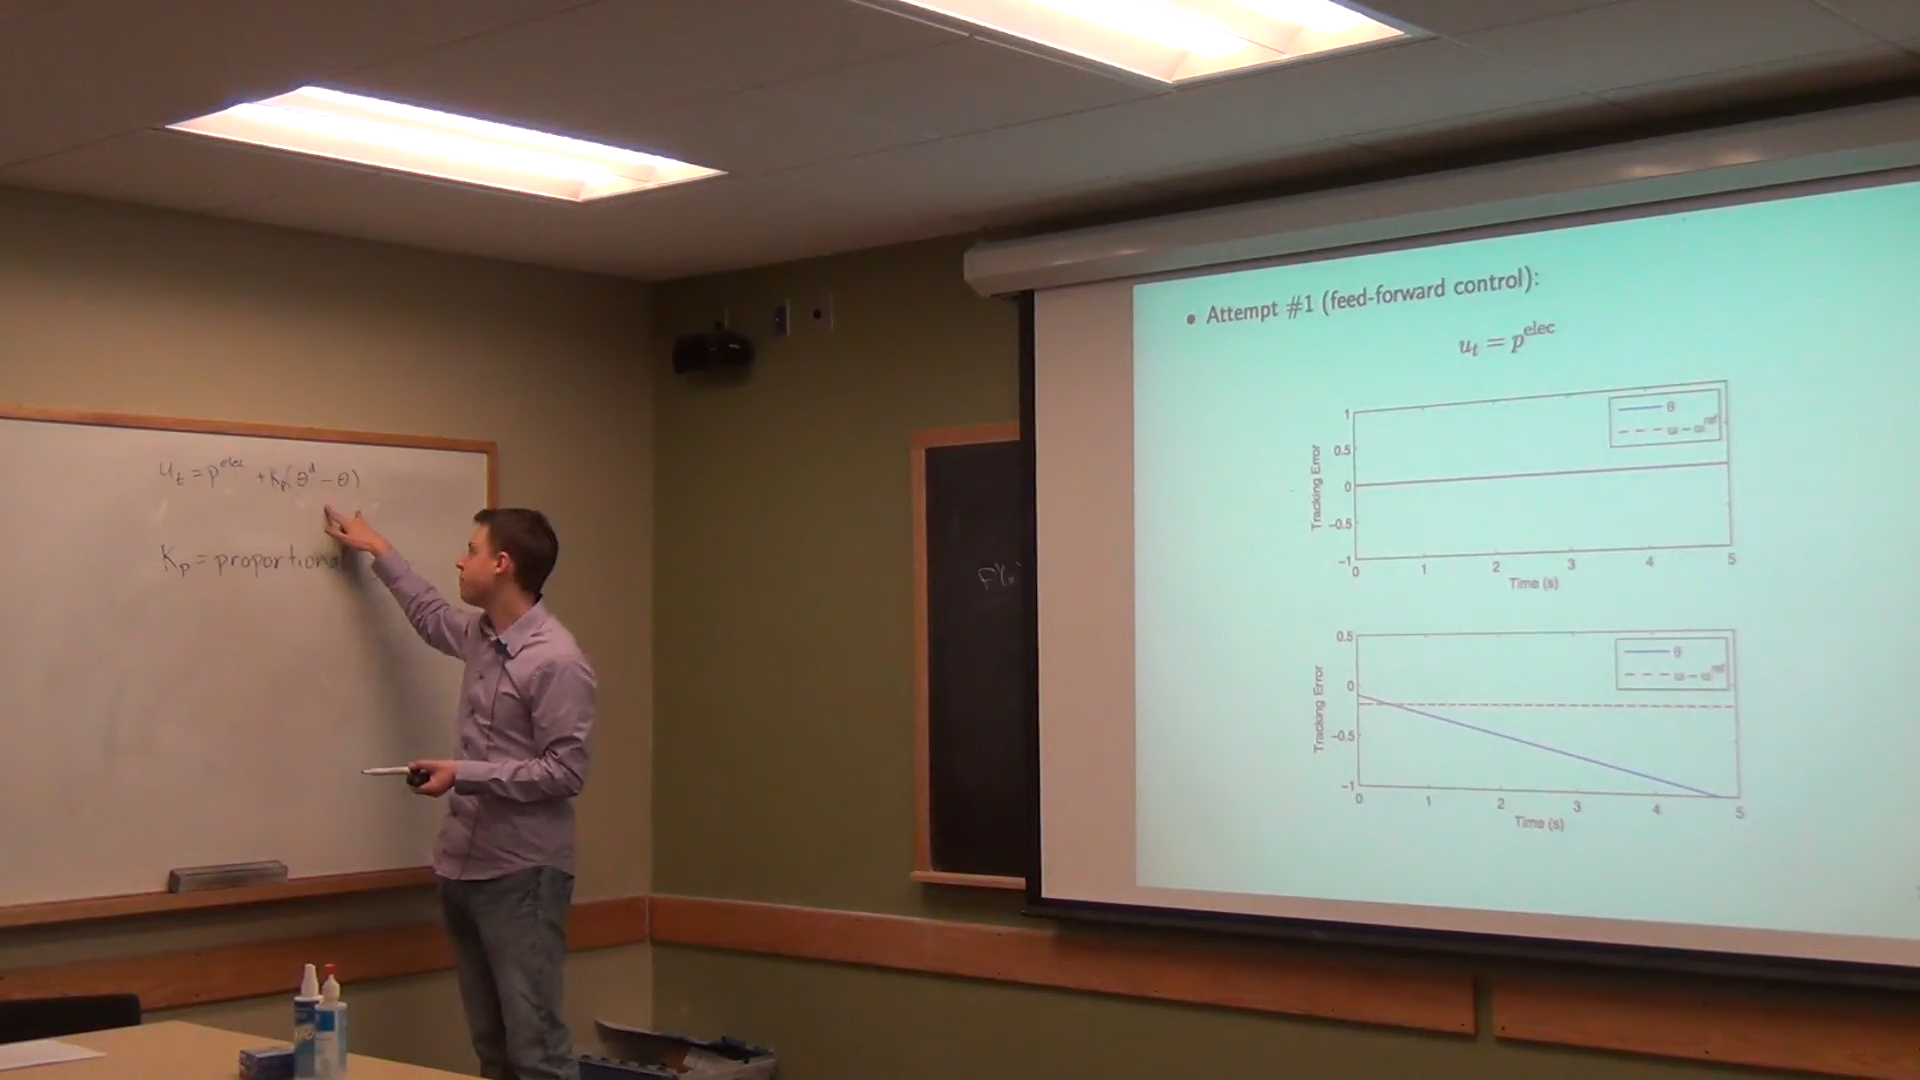 u_t = p^elec + K_p(θ^d − θ)
K_p = proportional
F(x
• Attempt #1 (feed-forward control):
u_t = p^elec
1
0.5
0
−0.5
−1
Tracking Error
θ
ω − ω^ref
0 1 2 3 4 5
Time (s)
0.5
0
−0.5
−1
Tracking Error
θ
ω − ω^ref
0 1 2 3 4 5
Time (s)